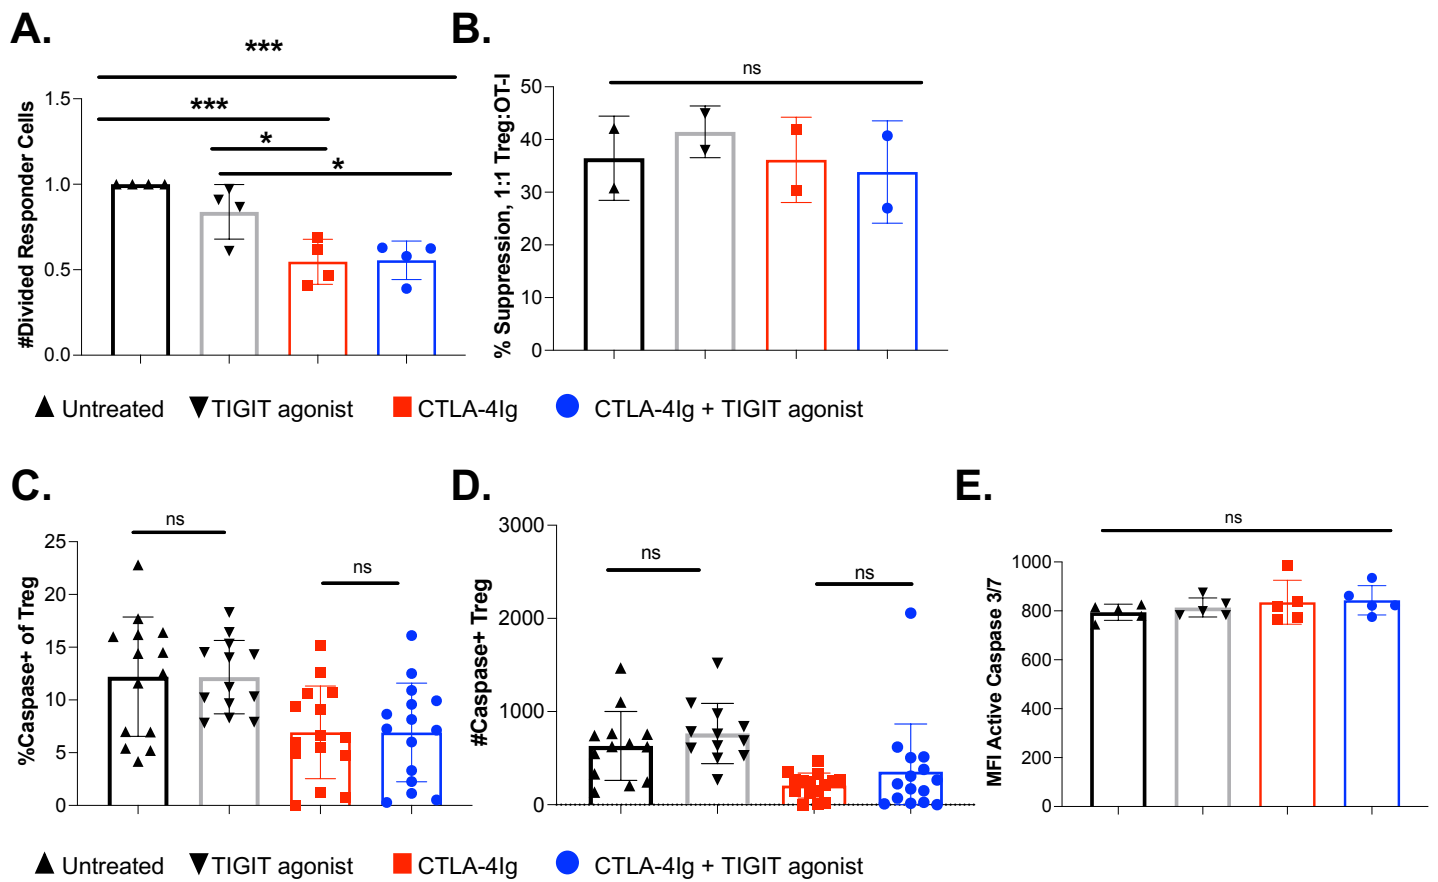 A.
***
***
*
*
#Divided Responder Cells
1.5
1.0
0.5
0.0
B.
ns
% Suppression, 1:1 Treg:OT-I
50
40
30
20
10
0
Untreated TIGIT agonist CTLA-4Ig CTLA-4Ig + TIGIT agonist
C.
ns
ns
%Caspase+ of Treg
25
20
15
10
5
0
D.
ns
ns
#Caspase+ Treg
3000
2000
1000
0
E.
ns
MFI Active Caspase 3/7
1000
800
600
400
200
0
Untreated TIGIT agonist CTLA-4Ig CTLA-4Ig + TIGIT agonist